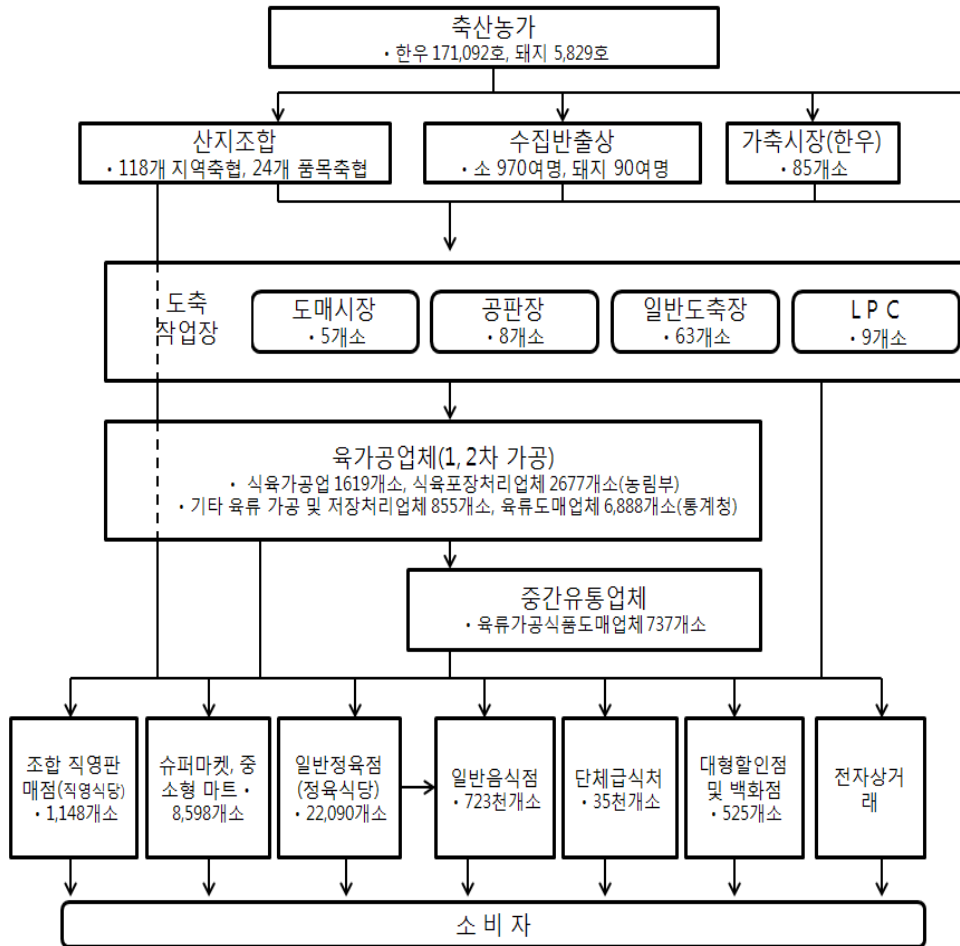 축산농가
• 한우 171,092호, 돼지 5,829호
산지조합
• 118개 지역축협, 24개 품목축협
수집반출상
• 소 970여명, 돼지 90여명
가축시장(한우)
• 85개소
도축
작업장
도매시장
• 5개소
공판장
• 8개소
일반도축장
• 63개소
L P C
• 9개소
육가공업체(1, 2차 가공)
• 식육가공업 1619개소, 식육포장처리업체 2677개소(농림부)
• 기타 육류 가공 및 저장처리업체 855개소, 육류도매업체 6,888개소(통계청)
중간유통업체
• 육류가공식품도매업체 737개소
조합 직영판
매점(직영식당)
• 1,148개소
슈퍼마켓, 중
소형 마트 •
8,598개소
일반정육점
(정육식당)
• 22,090개소
일반음식점
• 723천개소
단체급식처
• 35천개소
대형할인점
및 백화점
• 525개소
전자상거
래
소 비 자